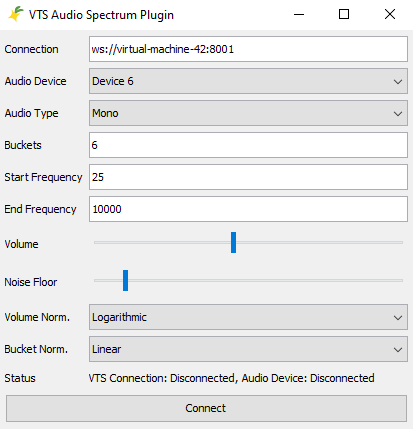 VTS Audio Spectrum Plugin
Connection ws://virtual-machine-42:8001
Audio Device Device 6
Audio Type Mono
Buckets 6
Start Frequency 25
End Frequency 10000
Volume
Noise Floor
Volume Norm. Logarithmic
Bucket Norm. Linear
Status VTS Connection: Disconnected, Audio Device: Disconnected
Connect